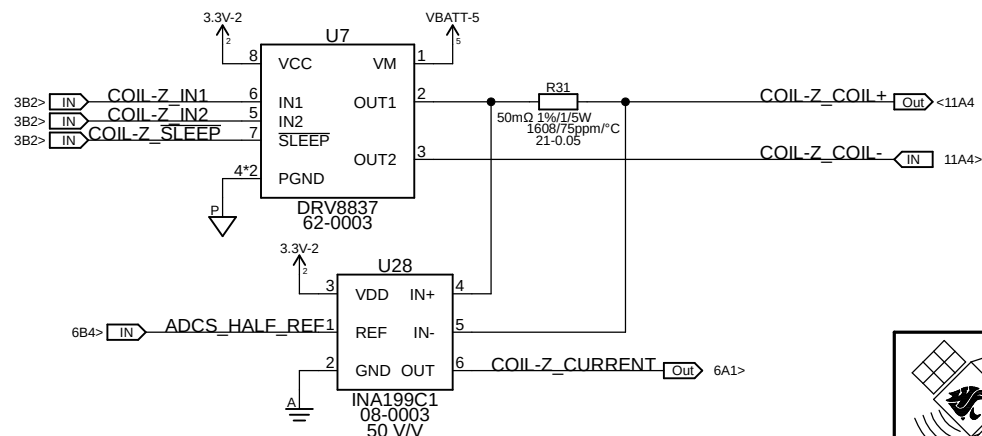 3.3V-2
2
VBATT-5
5
U7
8 VCC VM 1
3B2> IN COIL-Z_IN1 6 IN1 OUT1 2
R31
COIL-Z_COIL+ Out <11A4
3B2> IN COIL-Z_IN2 5 IN2
50mΩ 1%/1/5W
1608/75ppm/°C
21-0.05
3B2> IN COIL-Z_SLEEP 7 SLEEP
OUT2 3 COIL-Z_COIL- IN 11A4>
4*2 PGND
P
DRV8837
62-0003
3.3V-2
2
U28
3 VDD IN+ 4
6B4> IN ADCS_HALF_REF 1 REF IN- 5
2 GND OUT 6 COIL-Z_CURRENT Out 6A1>
A
INA199C1
08-0003
50 V/V